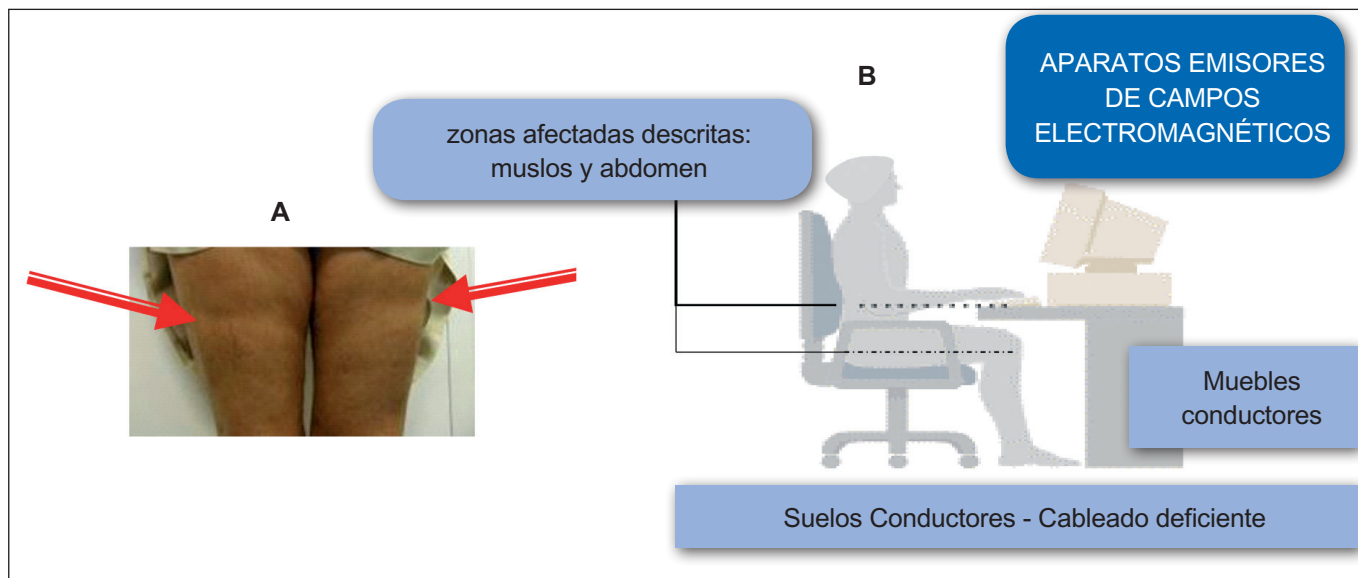 A
zonas afectadas descritas:
muslos y abdomen
B
APARATOS EMISORES
DE CAMPOS
ELECTROMAGNÉTICOS
Muebles
conductores
Suelos Conductores - Cableado deficiente